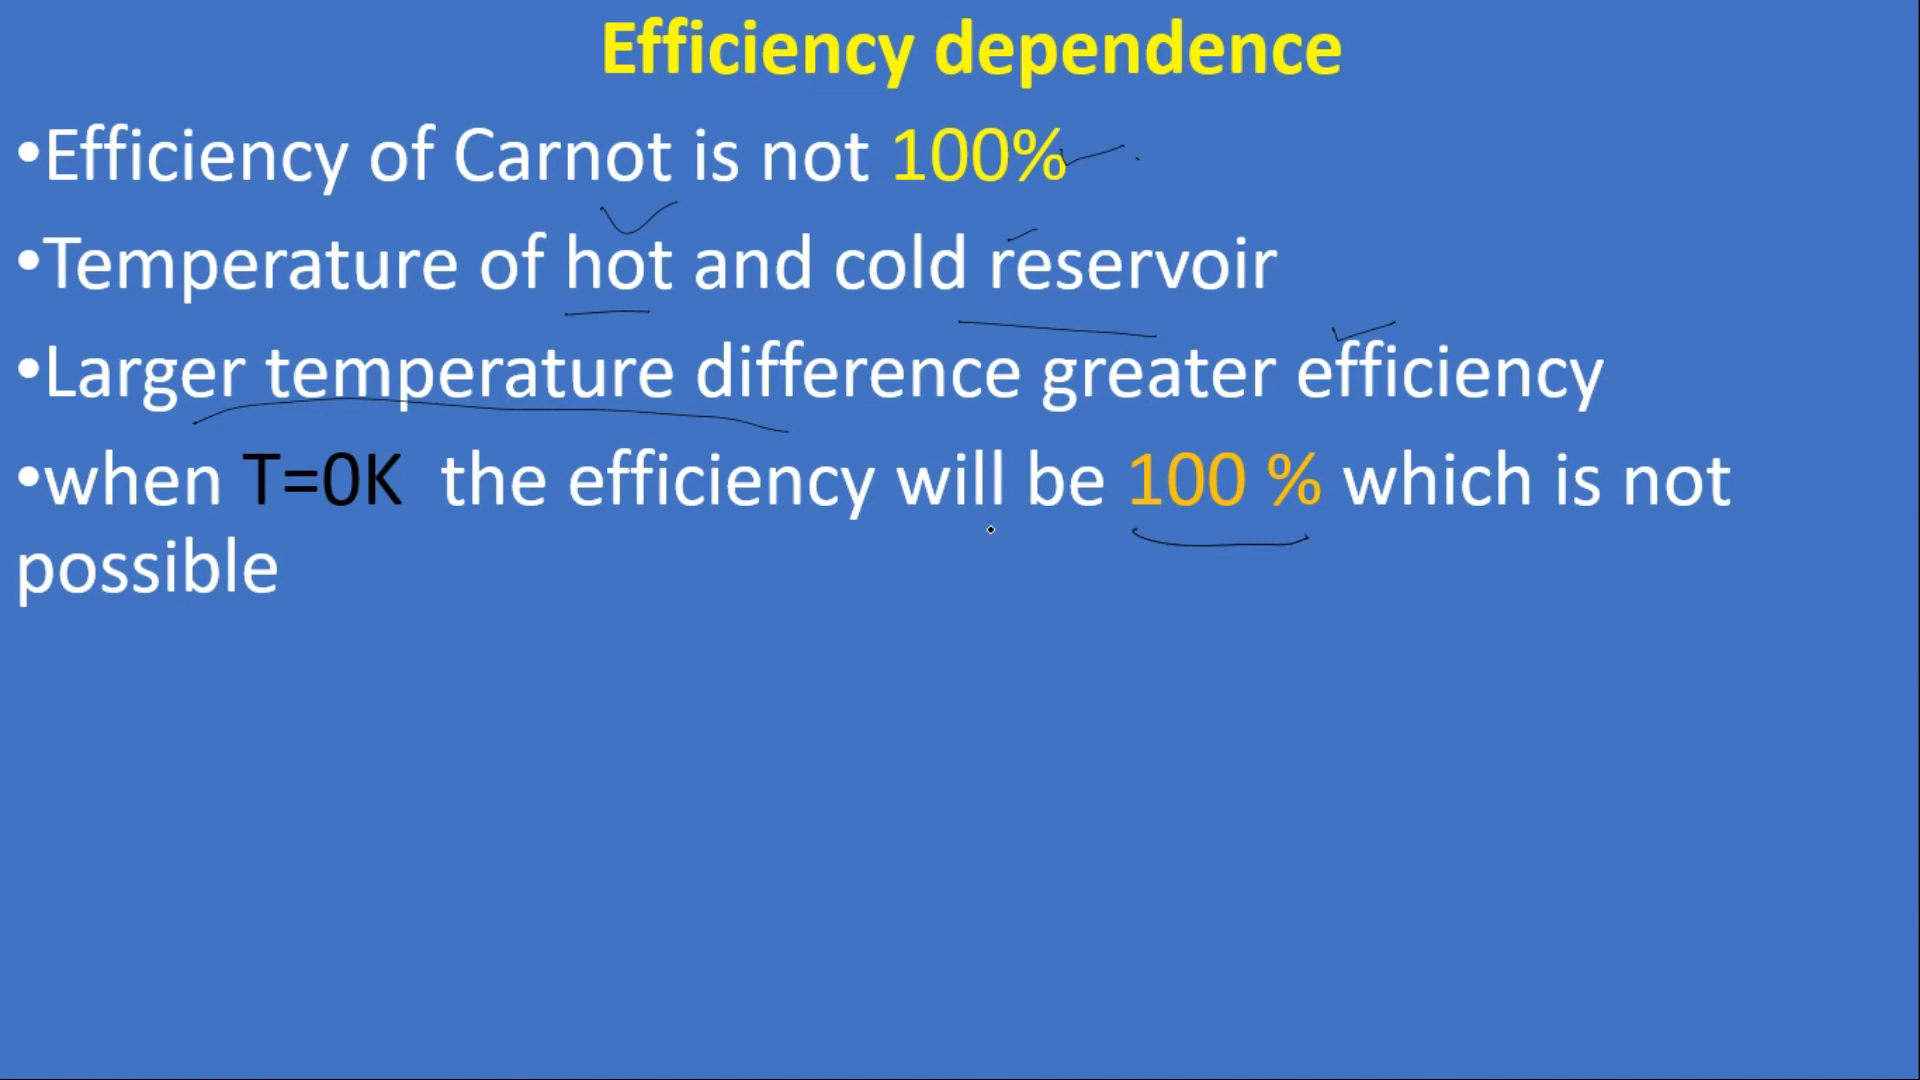 Efficiency dependence
•Efficiency of Carnot is not 100%
•Temperature of hot and cold reservoir
•Larger temperature difference greater efficiency
•when T=0K the efficiency will be 100 % which is not
possible